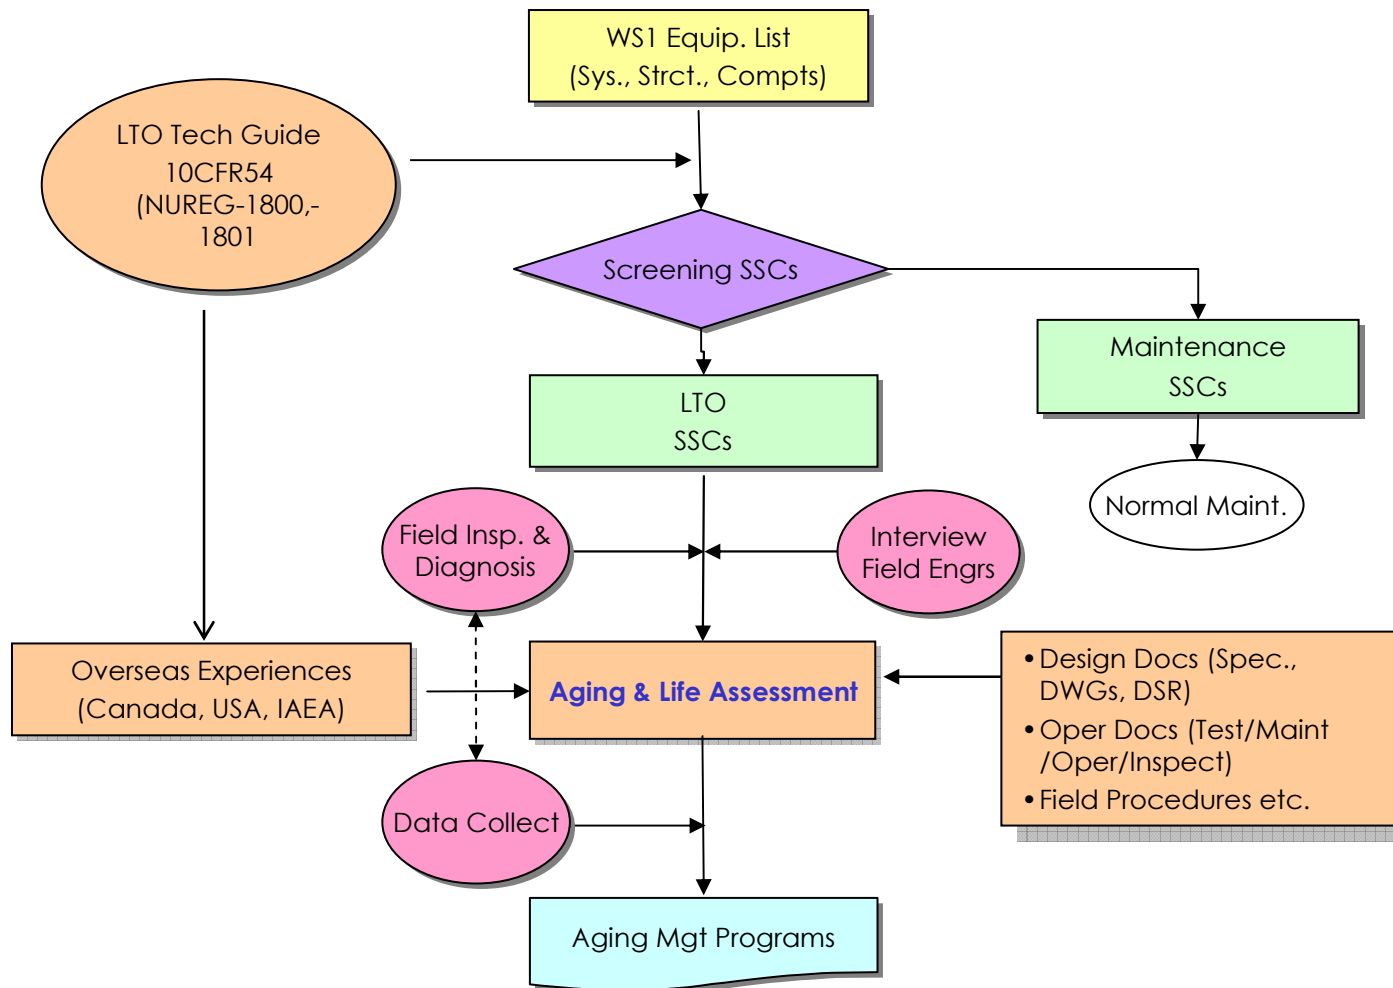 WS1 Equip. List
(Sys., Strct., Compts)
LTO Tech Guide
10CFR54
(NUREG-1800,-
1801
Screening SSCs
Maintenance
SSCs
LTO
SSCs
Normal Maint.
Field Insp. &
Diagnosis
Interview
Field Engrs
Overseas Experiences
(Canada, USA, IAEA)
Aging & Life Assessment
• Design Docs (Spec.,
DWGs, DSR)
• Oper Docs (Test/Maint
/Oper/Inspect)
• Field Procedures etc.
Data Collect
Aging Mgt Programs